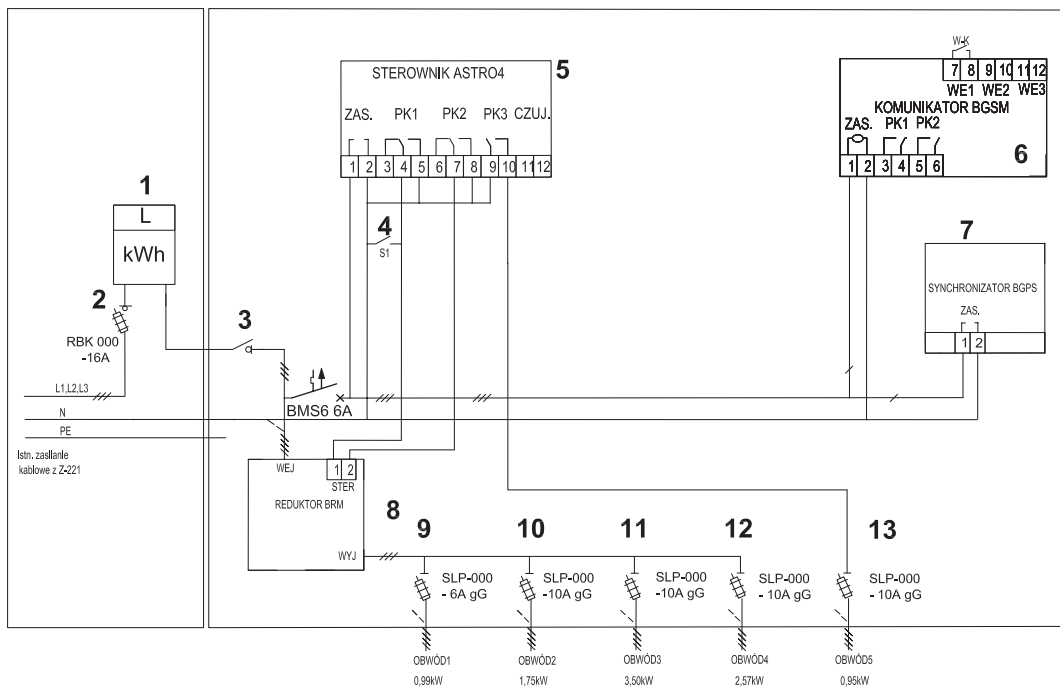 STEROWNIK ASTRO4
5
ZAS. PK1 PK2 PK3 CZUJ.
1 2 3 4 5 6 7 8 9 10 11 12
W-K
7 8 9 10 11 12
WE1 WE2 WE3
KOMUNIKATOR BGSM
ZAS. PK1 PK2
6
1 2 3 4 5 6
1
L
kWh
2
RBK 000
-16A
3
4
S1
7
SYNCHRONIZATOR BGPS
ZAS.
1 2
L1,L2,L3
N
PE
Istn. zasilanie
kablowe z Z-221
BMS6 6A
WEJ
1 2
STER
REDUKTOR BRM
WYJ
8
9
SLP-000
- 6A gG
10
SLP-000
-10A gG
11
SLP-000
-10A gG
12
SLP-000
- 10A gG
13
SLP-000
- 10A gG
OBWÓD1
0,99kW
OBWÓD2
1,75kW
OBWÓD3
3,50kW
OBWÓD4
2,57kW
OBWÓD5
0,95kW